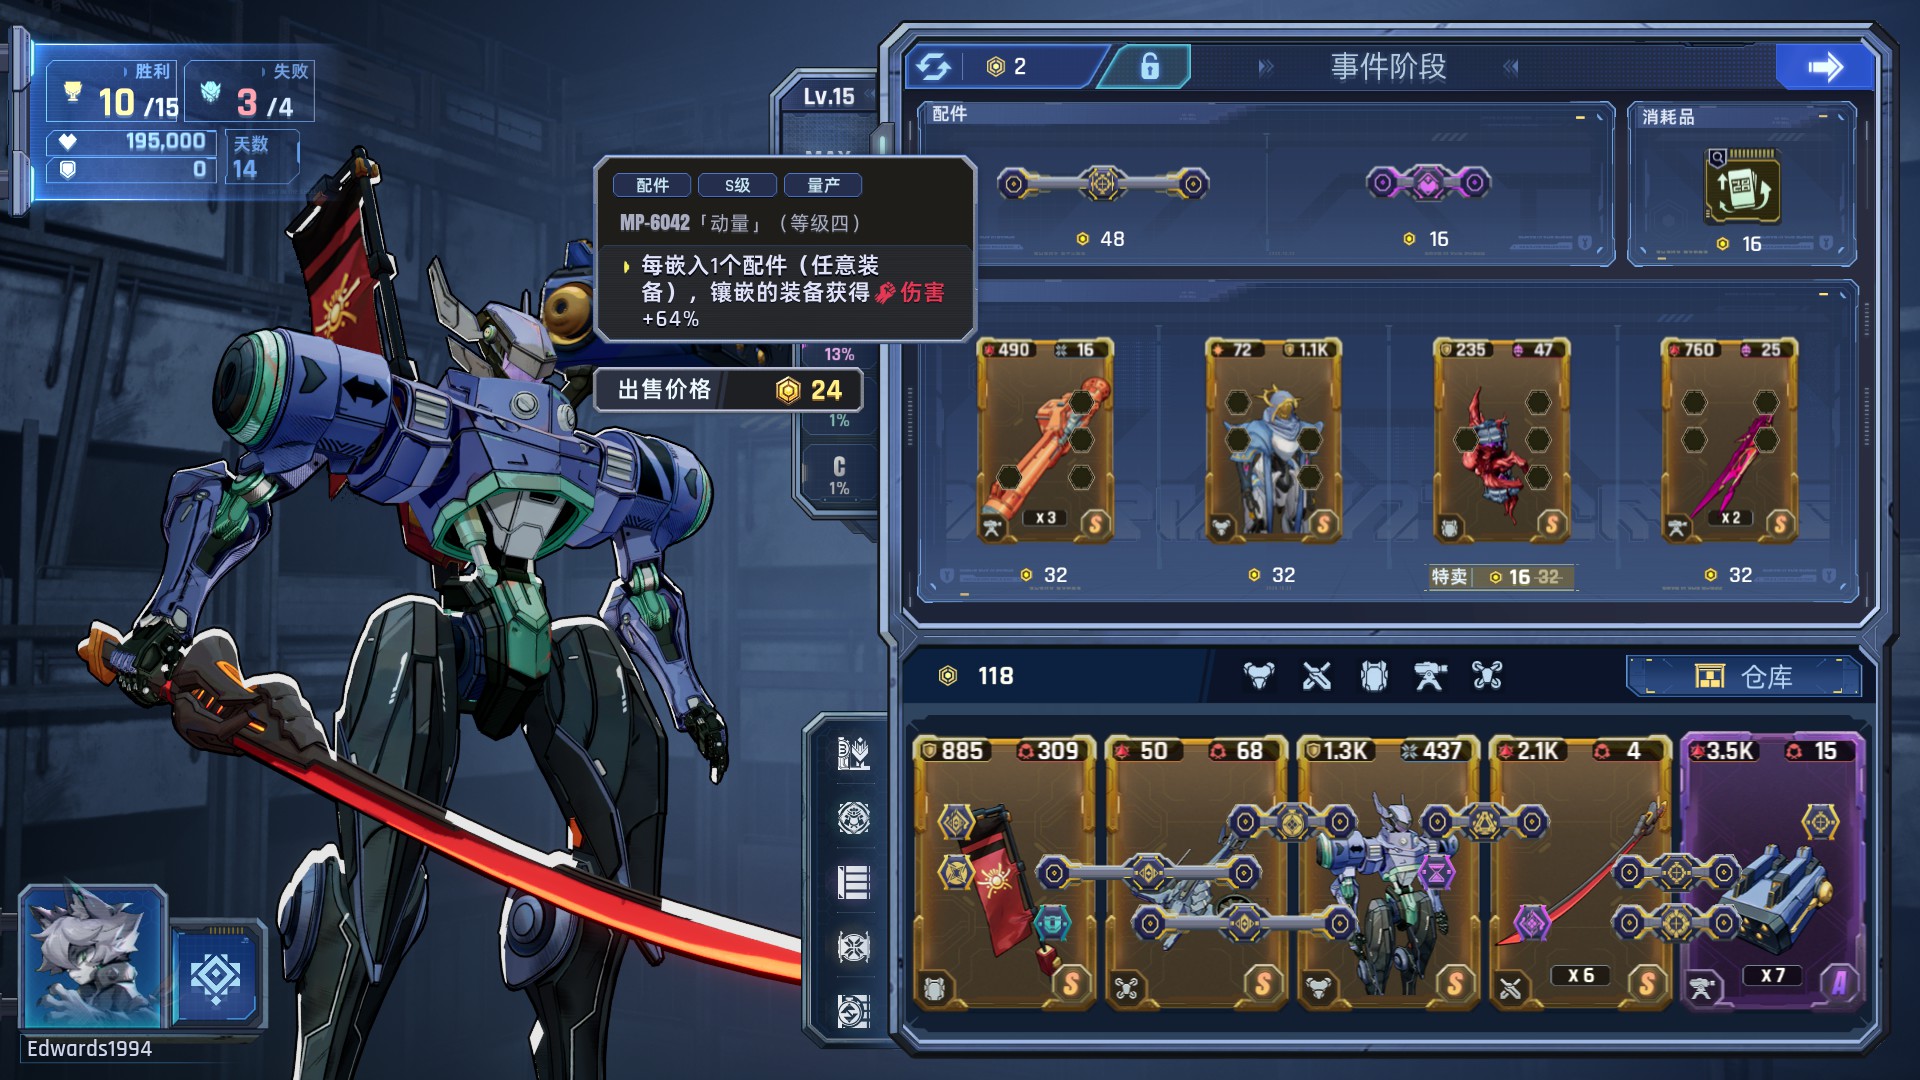 胜利
10 /15
失败
3 /4
195,000
0
天数
14
Lv.15
配件 S级 量产
MP-6042「动量」（等级四）
每嵌入1个配件（任意装
备），镶嵌的装备获得 伤害
+64%
出售价格 24
13%
1%
C
1%
2
事件阶段
配件
48
16
消耗品
16
490 16
x3 S
32
72 1.1K
S
32
235 47
S
特卖 16 32
760 25
x2 S
32
118
仓库
885 309
S
50 68
S
1.3K 437
S
2.1K 4
x6 S
3.5K 15
x7 A
Edwards1994